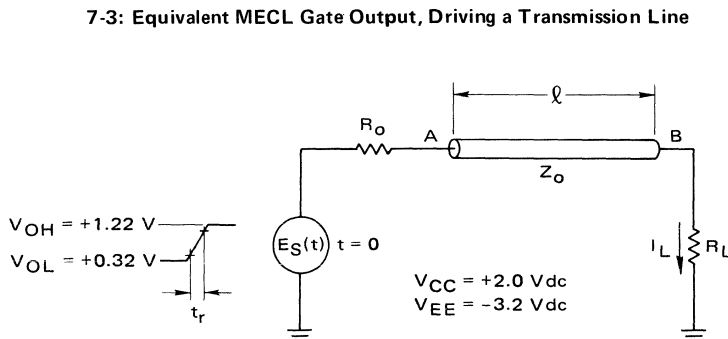 7-3: Equivalent MECL Gate Output, Driving a Transmission Line
ℓ
Ro
A
B
Zo
VOH = +1.22 V
VOL = +0.32 V
tr
ES(t)
t = 0
IL
RL
VCC = +2.0 Vdc
VEE = −3.2 Vdc